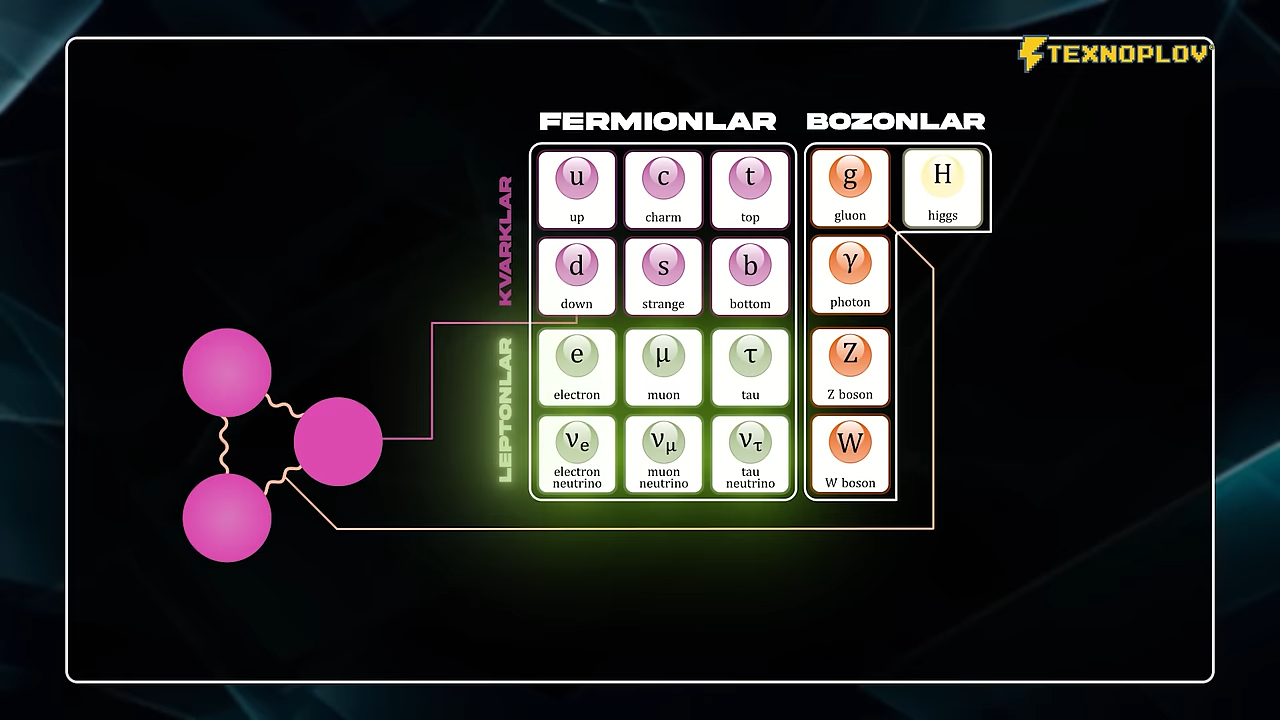 TEXNOPLOV
FERMIONLAR
BOZONLAR
KVARKLAR
u
c
t
g
H
up
charm
top
gluon
higgs
d
s
b
γ
down
strange
bottom
photon
LEPTONLAR
e
μ
τ
Z
electron
muon
tau
Z boson
νe
νμ
ντ
W
electron
neutrino
muon
neutrino
tau
neutrino
W boson